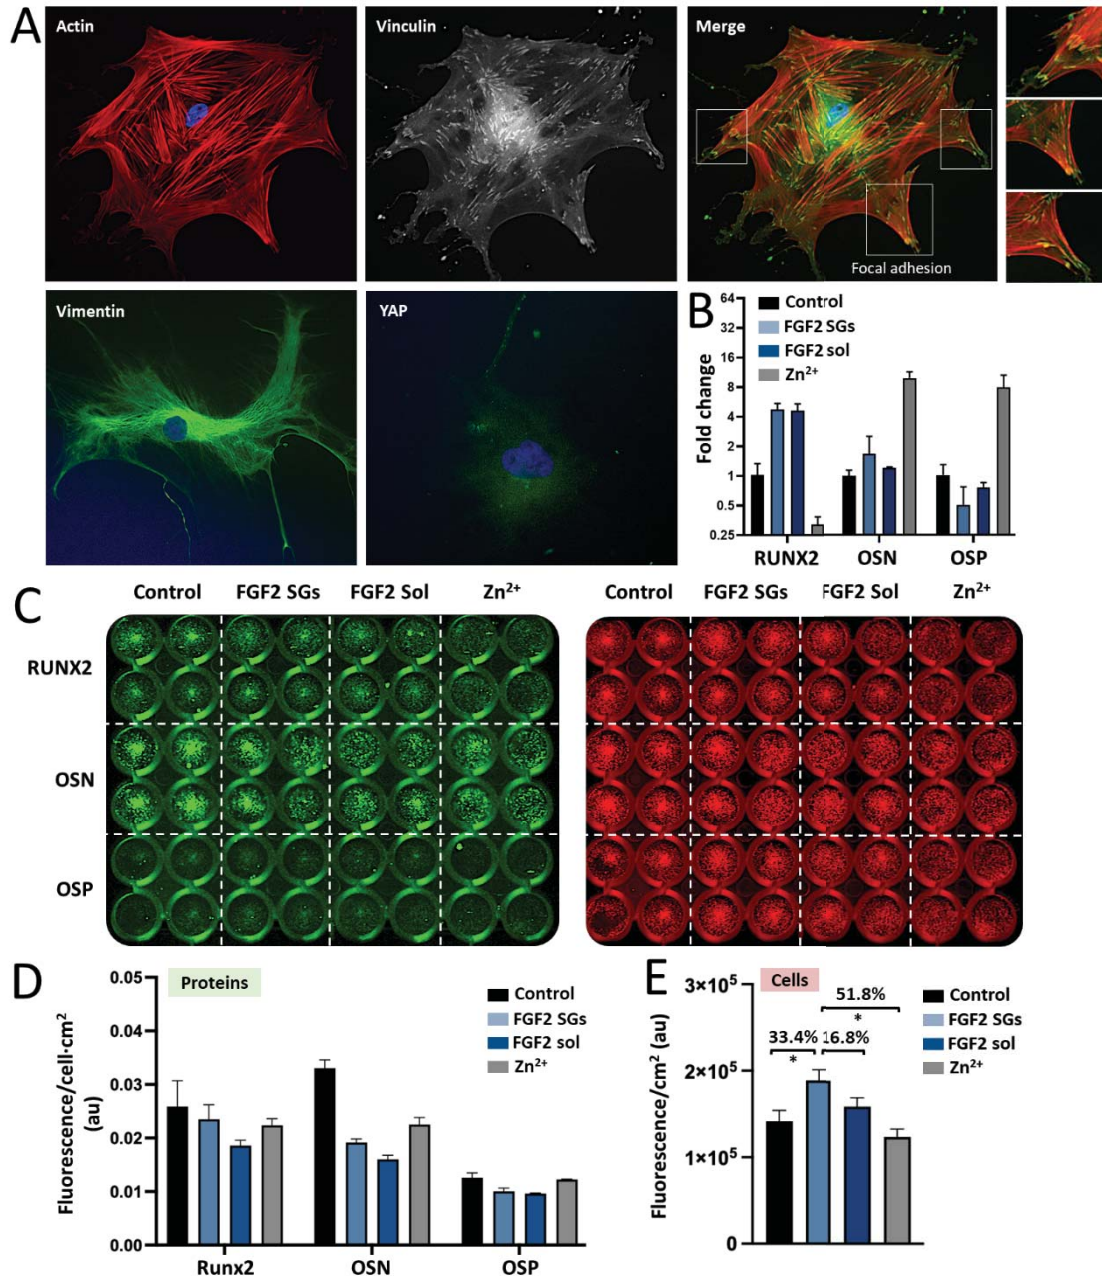 A
Actin
Vinculin
Merge
Focal adhesion
Vimentin
YAP
B
Control
FGF2 SGs
FGF2 sol
Zn²⁺
Fold change
64
32
16
8
4
2
1
0.5
0.25
RUNX2 OSN OSP
C
Control FGF2 SGs FGF2 Sol Zn²⁺
Control FGF2 SGs FGF2 Sol Zn²⁺
RUNX2
OSN
OSP
D
Proteins
Control
FGF2 SGs
FGF2 sol
Zn²⁺
Fluorescence/cell·cm²
(au)
0.05
0.04
0.03
0.02
0.01
0.00
Runx2 OSN OSP
E
Cells
Control
FGF2 SGs
FGF2 sol
Zn²⁺
Fluorescence/cm² (au)
3×10⁵
2×10⁵
1×10⁵
0
51.8%
*
33.4% 16.8%
*